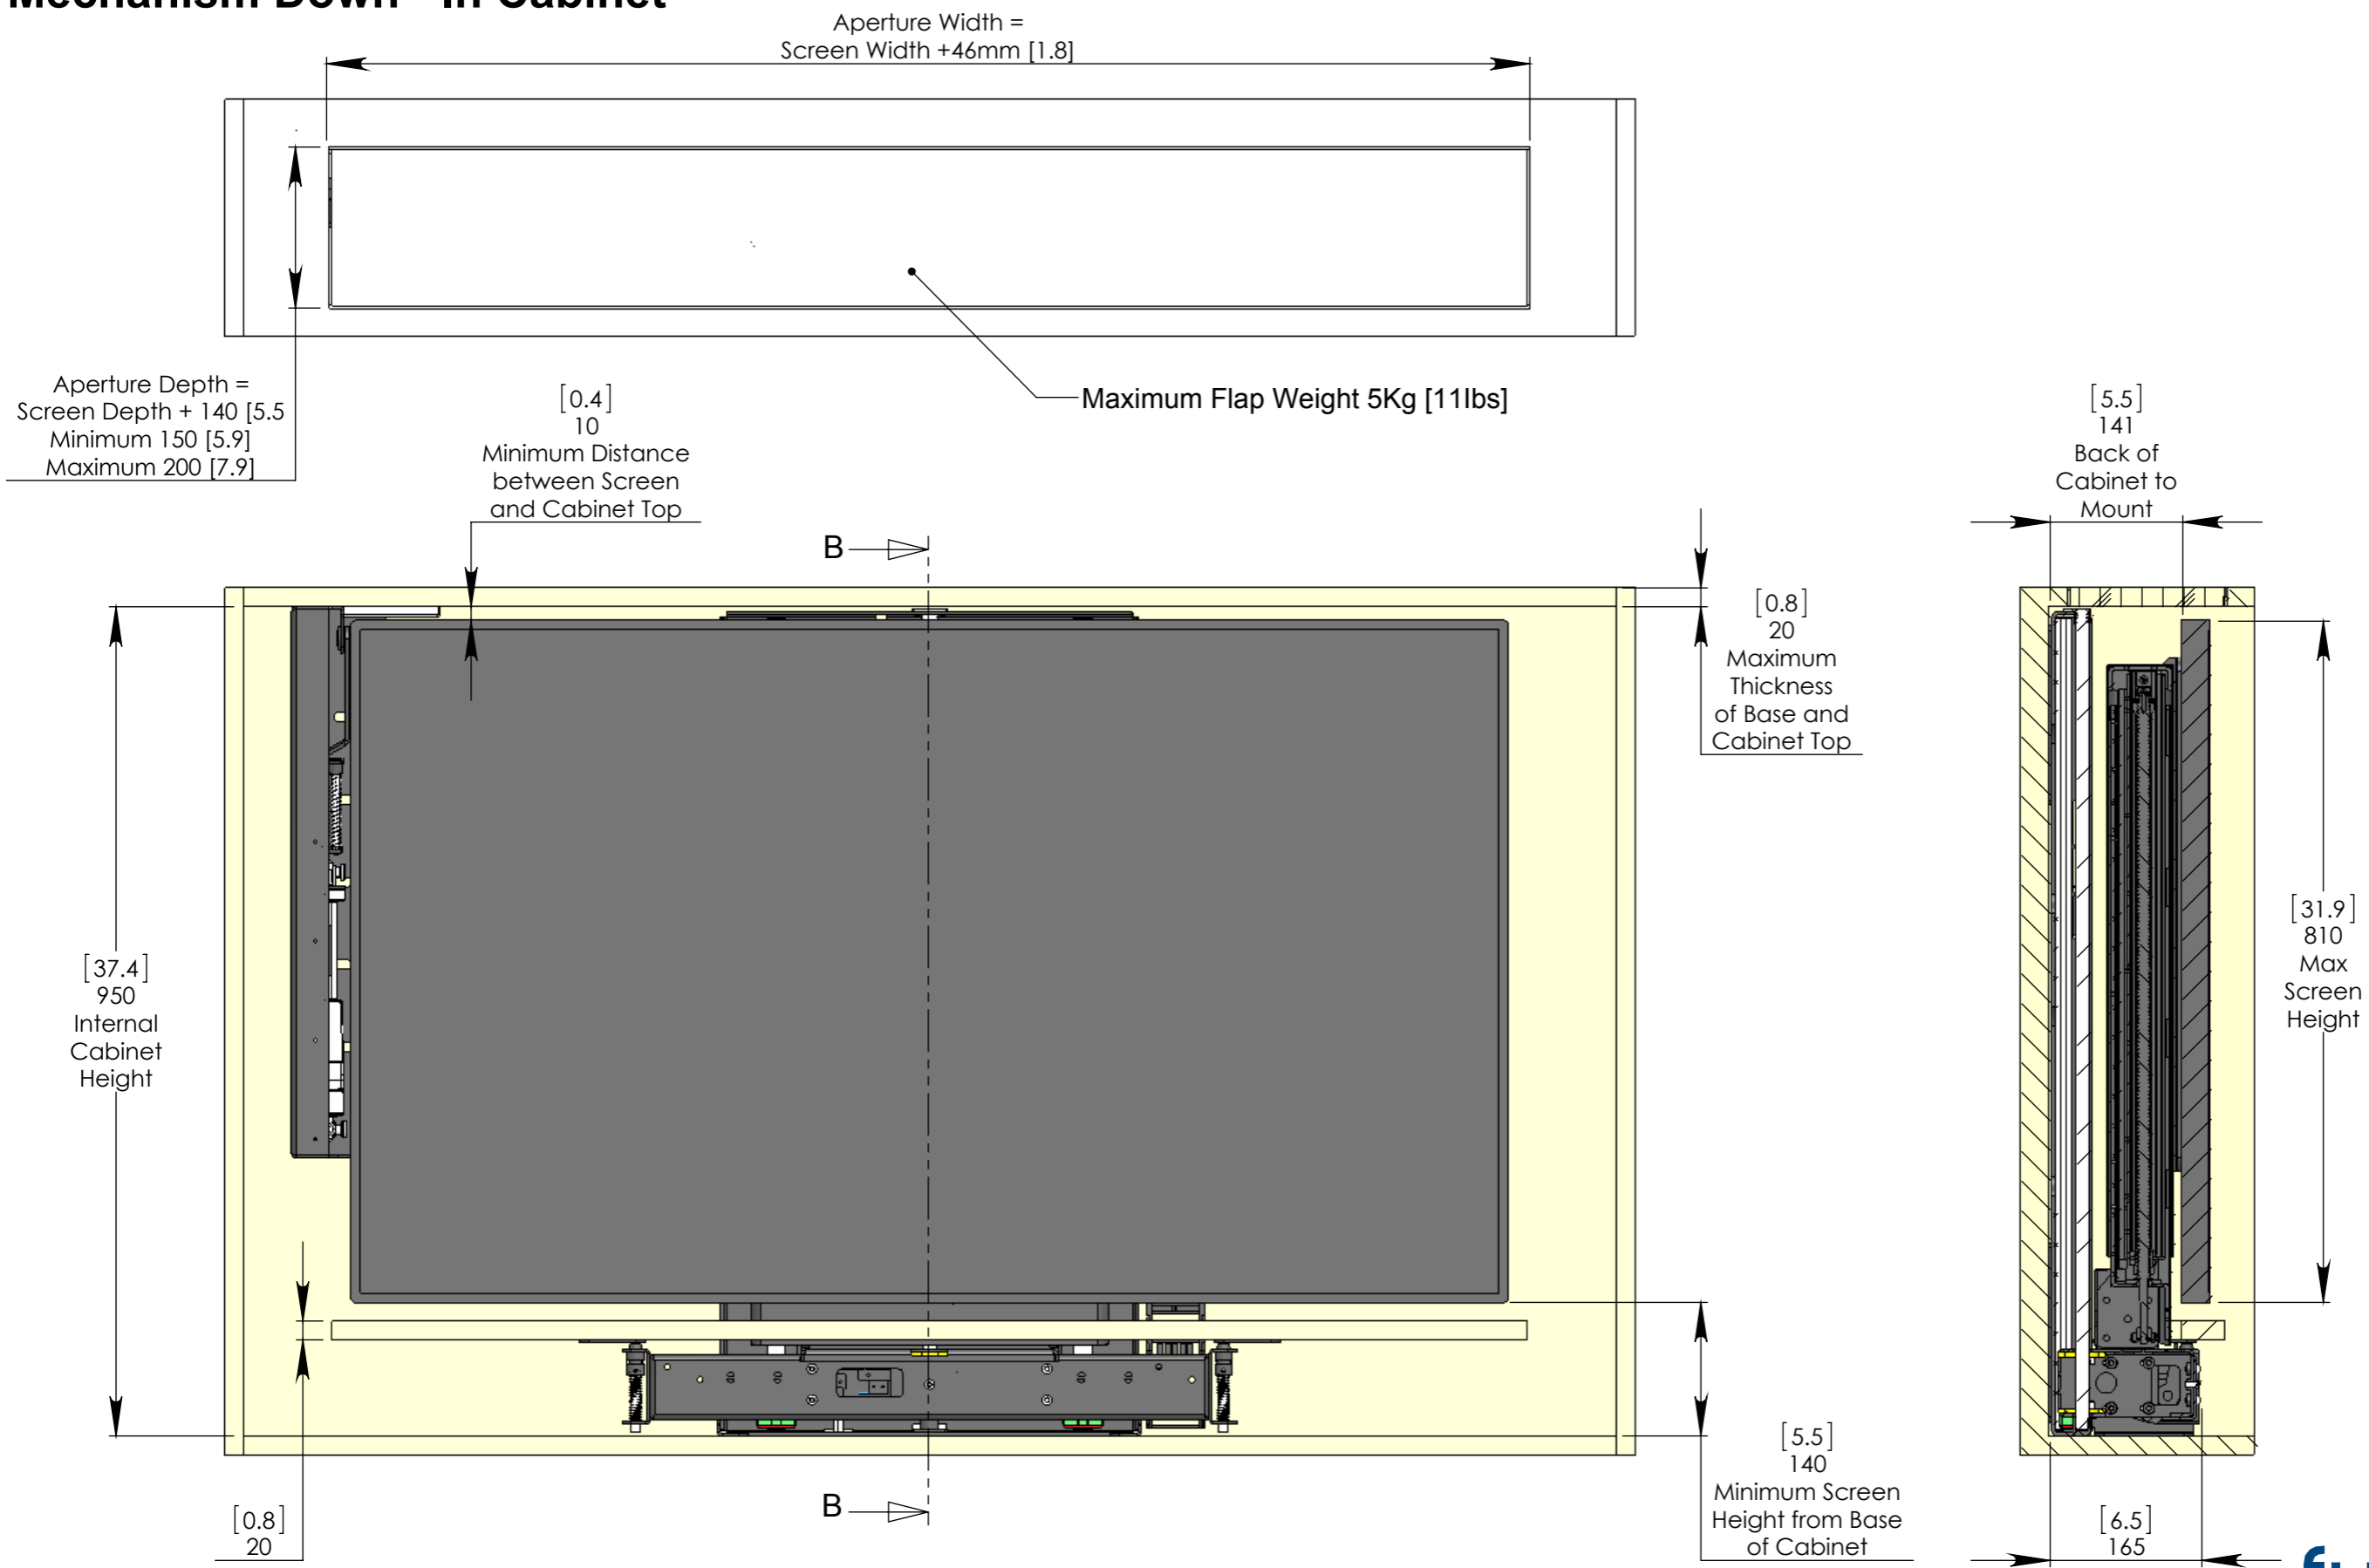 Mechanism Down - In Cabinet
Aperture Width =
Screen Width +46mm [1.8]
Aperture Depth =
Screen Depth + 140 [5.5
Minimum 150 [5.9]
Maximum 200 [7.9]
Maximum Flap Weight 5Kg [11lbs]
[0.4]
10
Minimum Distance
between Screen
and Cabinet Top
[5.5]
141
Back of
Cabinet to
Mount
B
[0.8]
20
Maximum
Thickness
of Base and
Cabinet Top
[37.4]
950
Internal
Cabinet
Height
[31.9]
810
Max
Screen
Height
[5.5]
140
Minimum Screen
Height from Base
of Cabinet
B
[0.8]
20
[6.5]
165